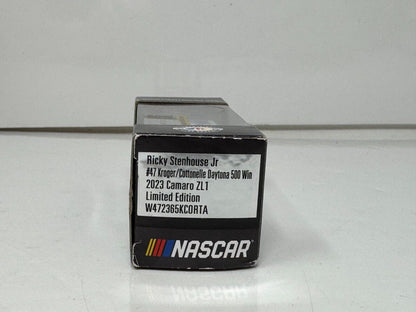 Ricky Stenhouse Jr
#47 Kroger/Cottonelle Daytona 500 Win
2023 Camaro ZL1
Limited Edition
W472365KCORTA
NASCAR